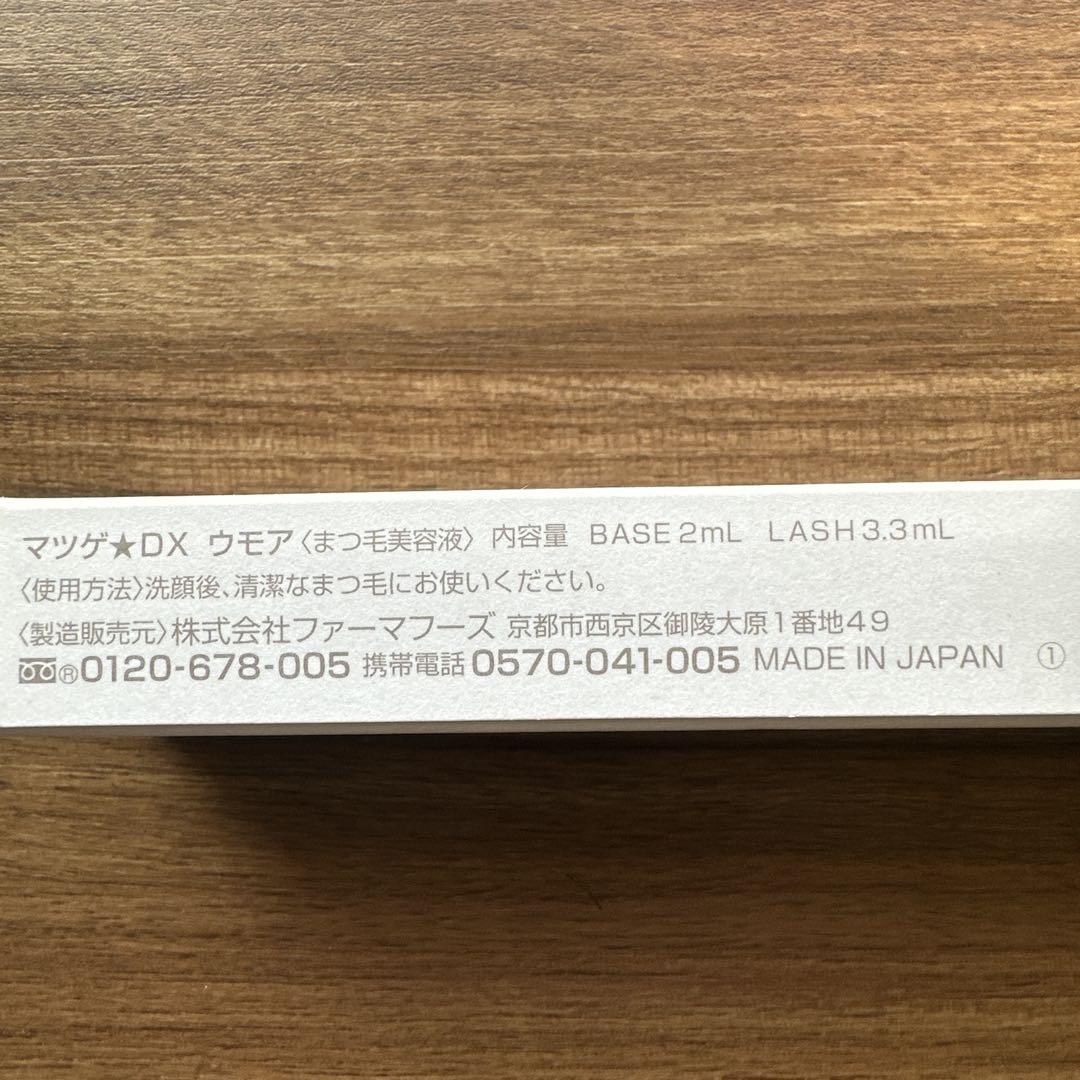 マツゲ★DX ウモア〈まつ毛美容液〉 内容量 BASE 2mL LASH 3.3mL
〈使用方法〉洗顔後、清潔なまつ毛にお使いください。
〈製造販売元〉株式会社ファーマフーズ 京都市西京区御陵大原1番地49
®0120-678-005 携帯電話 0570-041-005 MADE IN JAPAN ①